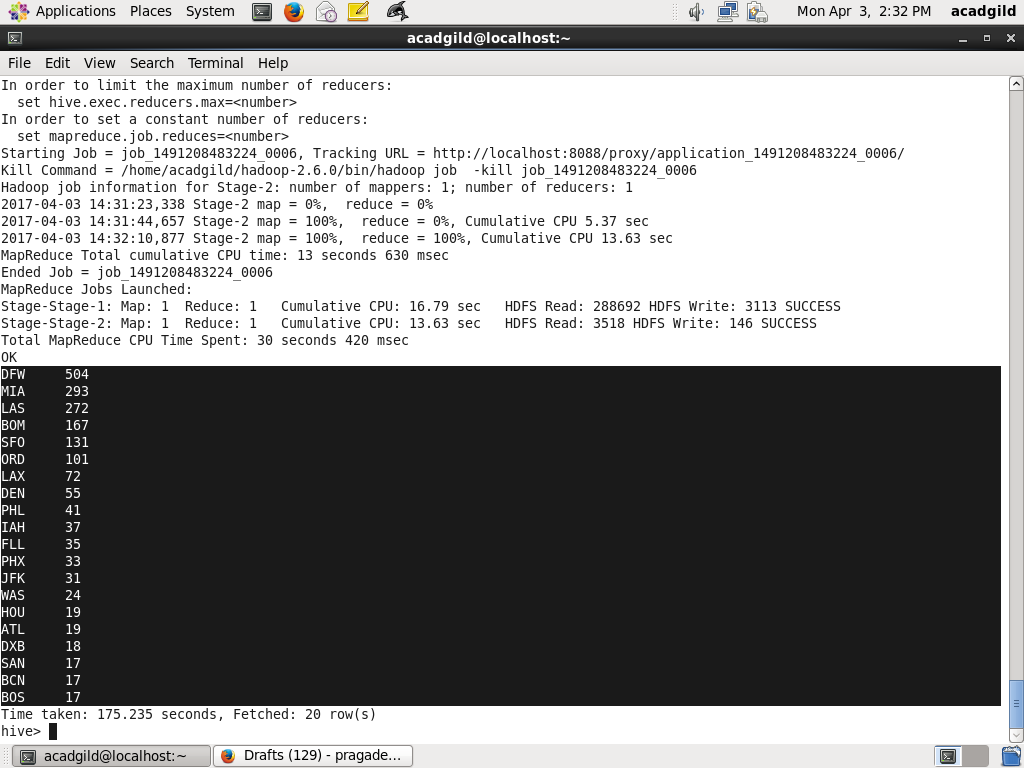 Applications Places System Mon Apr 3, 2:32 PM acadgild
acadgild@localhost:~
File Edit View Search Terminal Help
In order to limit the maximum number of reducers:
  set hive.exec.reducers.max=<number>
In order to set a constant number of reducers:
  set mapreduce.job.reduces=<number>
Starting Job = job_1491208483224_0006, Tracking URL = http://localhost:8088/proxy/application_1491208483224_0006/
Kill Command = /home/acadgild/hadoop-2.6.0/bin/hadoop job  -kill job_1491208483224_0006
Hadoop job information for Stage-2: number of mappers: 1; number of reducers: 1
2017-04-03 14:31:23,338 Stage-2 map = 0%,  reduce = 0%
2017-04-03 14:31:44,657 Stage-2 map = 100%,  reduce = 0%, Cumulative CPU 5.37 sec
2017-04-03 14:32:10,877 Stage-2 map = 100%,  reduce = 100%, Cumulative CPU 13.63 sec
MapReduce Total cumulative CPU time: 13 seconds 630 msec
Ended Job = job_1491208483224_0006
MapReduce Jobs Launched:
Stage-Stage-1: Map: 1  Reduce: 1   Cumulative CPU: 16.79 sec   HDFS Read: 288692 HDFS Write: 3113 SUCCESS
Stage-Stage-2: Map: 1  Reduce: 1   Cumulative CPU: 13.63 sec   HDFS Read: 3518 HDFS Write: 146 SUCCESS
Total MapReduce CPU Time Spent: 30 seconds 420 msec
OK
DFW     504
MIA     293
LAS     272
BOM     167
SFO     131
ORD     101
LAX     72
DEN     55
PHL     41
IAH     37
FLL     35
PHX     33
JFK     31
WAS     24
HOU     19
ATL     19
DXB     18
SAN     17
BCN     17
BOS     17
Time taken: 175.235 seconds, Fetched: 20 row(s)
hive>
acadgild@localhost:~ Drafts (129) - pragade...